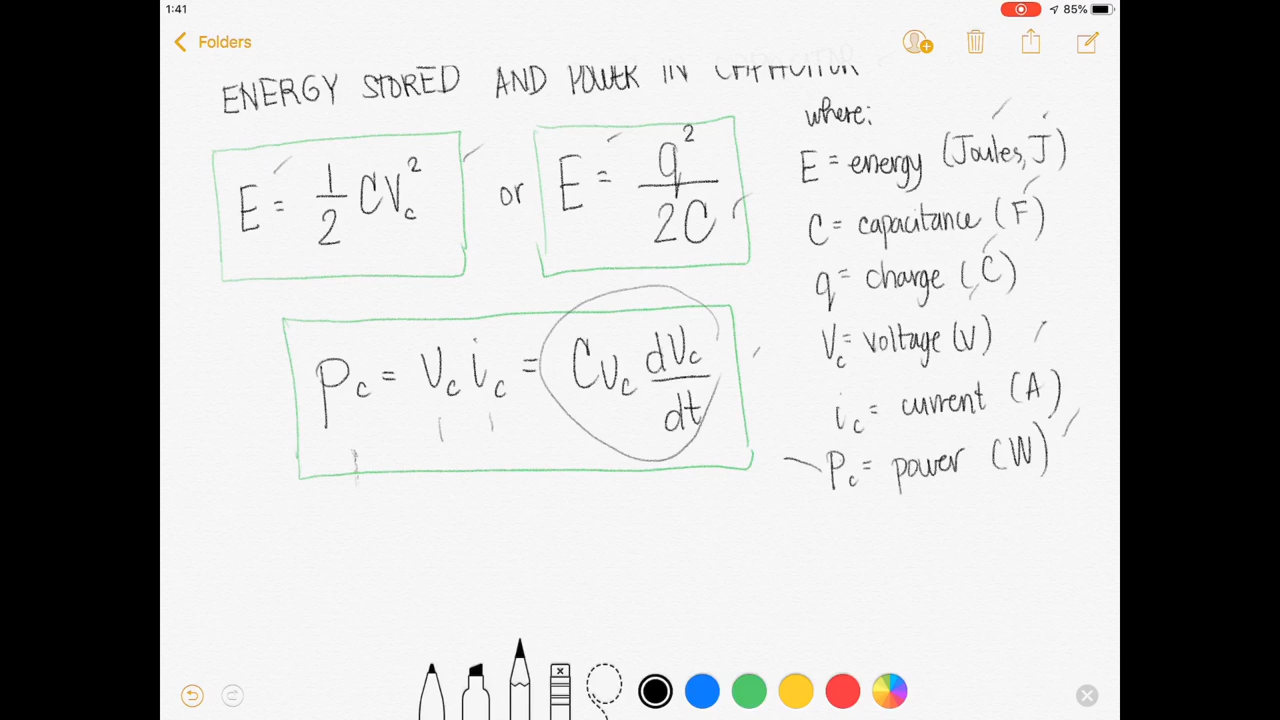 1:41
85%
Folders
ENERGY STORED AND POWER IN CAPACITOR
E = 1/2 CVc² or E = q²/2C
Pc = Vc ic = CVc dVc/dt
where:
E = energy (Joules, J)
C = capacitance (F)
q = charge (C)
Vc = voltage (V)
ic = current (A)
Pc = power (W)